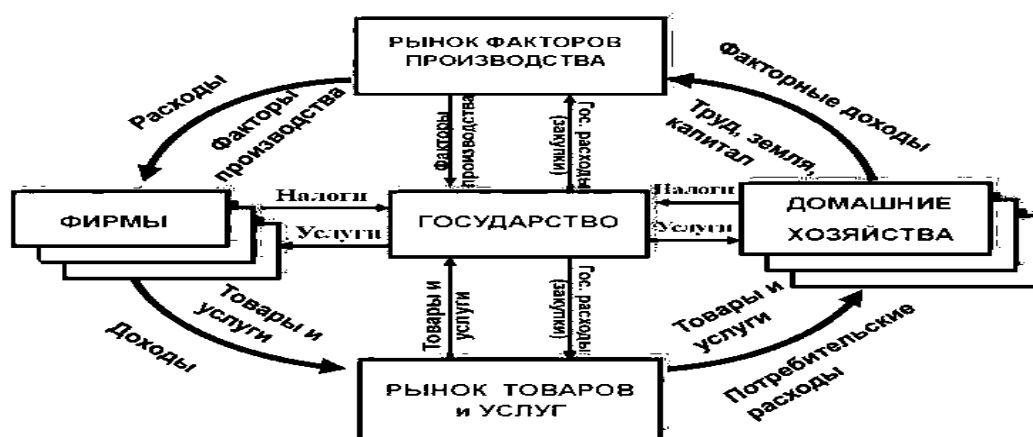 РЫНОК ФАКТОРОВ
ПРОИЗВОДСТВА
Расходы
Факторы
производства
Факторы
производства
Гос. расходы
(закупки)
Труд, земля,
капитал
Факторные доходы
ФИРМЫ
Налоги
Услуги
ГОСУДАРСТВО
Налоги
Услуги
ДОМАШНИЕ
ХОЗЯЙСТВА
Доходы
Товары и
услуги
Товары и
услуги
Гос. расходы
(закупки)
Товары и
услуги
Потребительские
расходы
РЫНОК ТОВАРОВ
и УСЛУГ